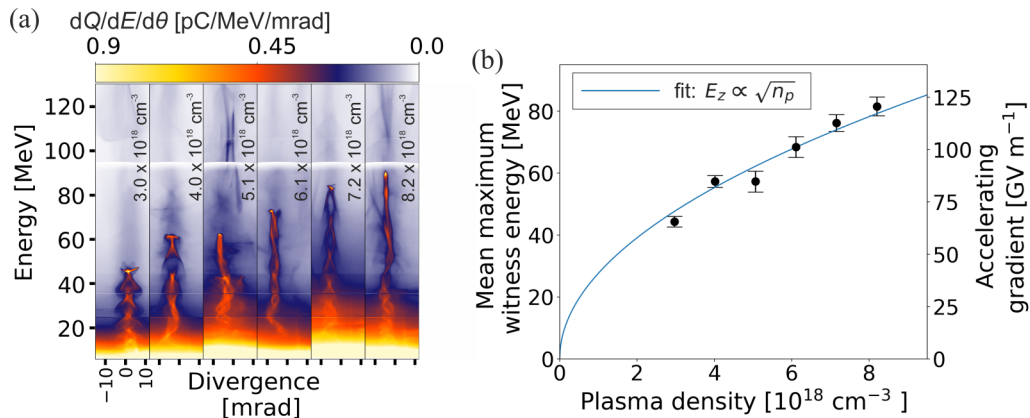 (a)
dQ/dE/dθ [pC/MeV/mrad]
0.9 0.45 0.0
Energy [MeV]
120
100
80
60
40
20
3.0 x 10¹⁸ cm⁻³
4.0 x 10¹⁸ cm⁻³
5.1 x 10¹⁸ cm⁻³
6.1 x 10¹⁸ cm⁻³
7.2 x 10¹⁸ cm⁻³
8.2 x 10¹⁸ cm⁻³
−10 0 10
Divergence
[mrad]
(b)
fit: E_z ∝ √n_p
Mean maximum
witness energy [MeV]
80
60
40
20
0
0 2 4 6 8
Plasma density [10¹⁸ cm⁻³]
125
100
75
50
25
0
Accelerating
gradient [GV m⁻¹]